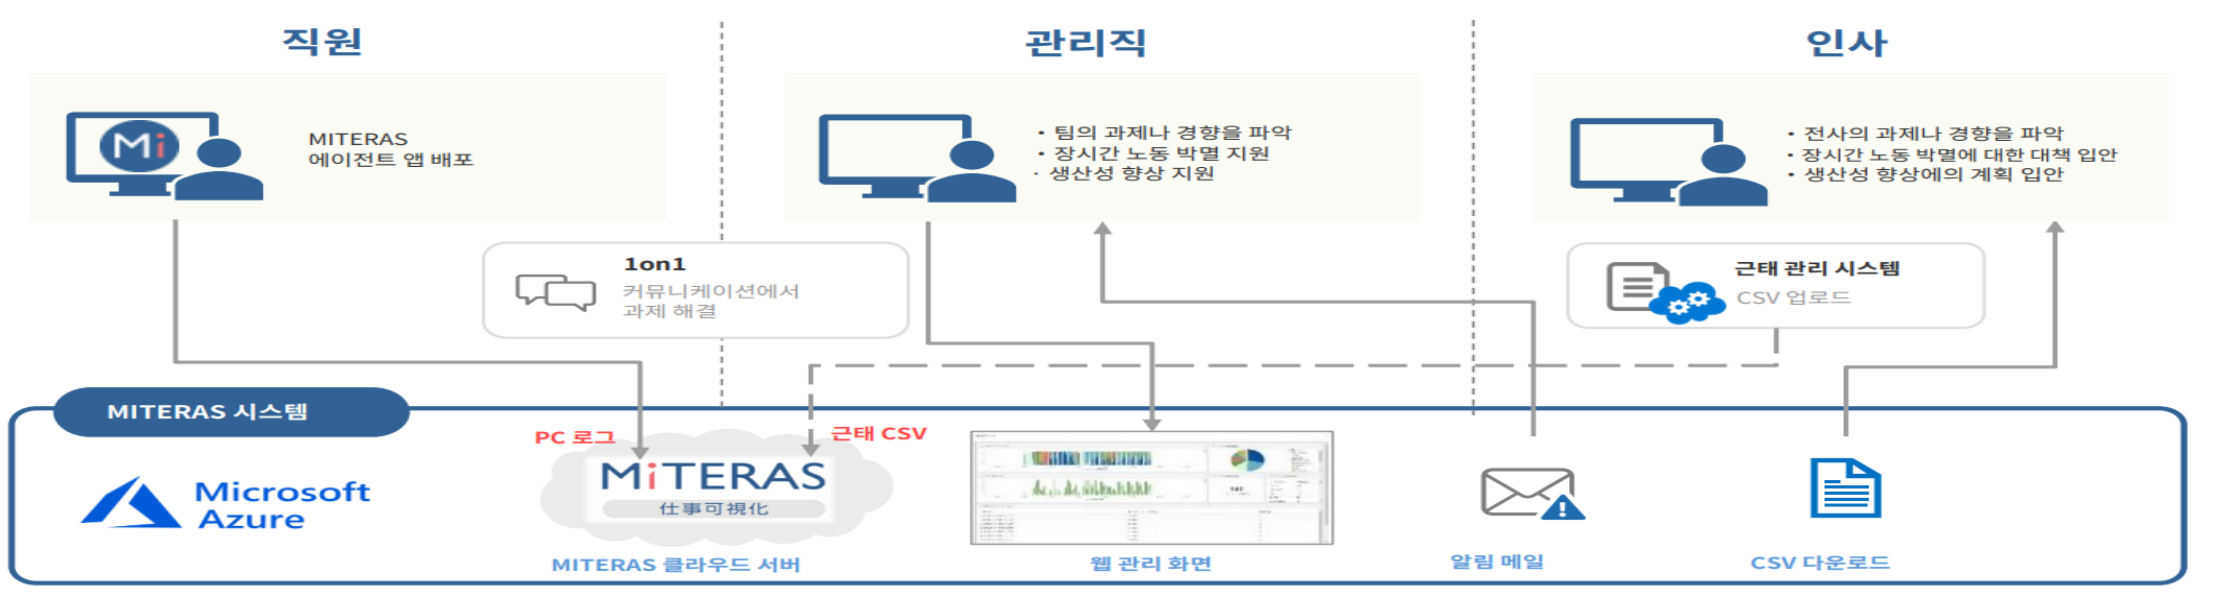 직원
관리직
인사
Mi
MITERAS
에이전트 앱 배포
• 팀의 과제나 경향을 파악
• 장시간 노동 박멸 지원
· 생산성 향상 지원
• 전사의 과제나 경향을 파악
• 장시간 노동 박멸에 대한 대책 입안
• 생산성 향상에의 계획 입안
1on1
커뮤니케이션에서
과제 해결
근태 관리 시스템
CSV 업로드
MITERAS 시스템
PC 로그
근태 CSV
Microsoft
Azure
MiTERAS
仕事可視化
MITERAS 클라우드 서버
웹 관리 화면
알림 메일
CSV 다운로드